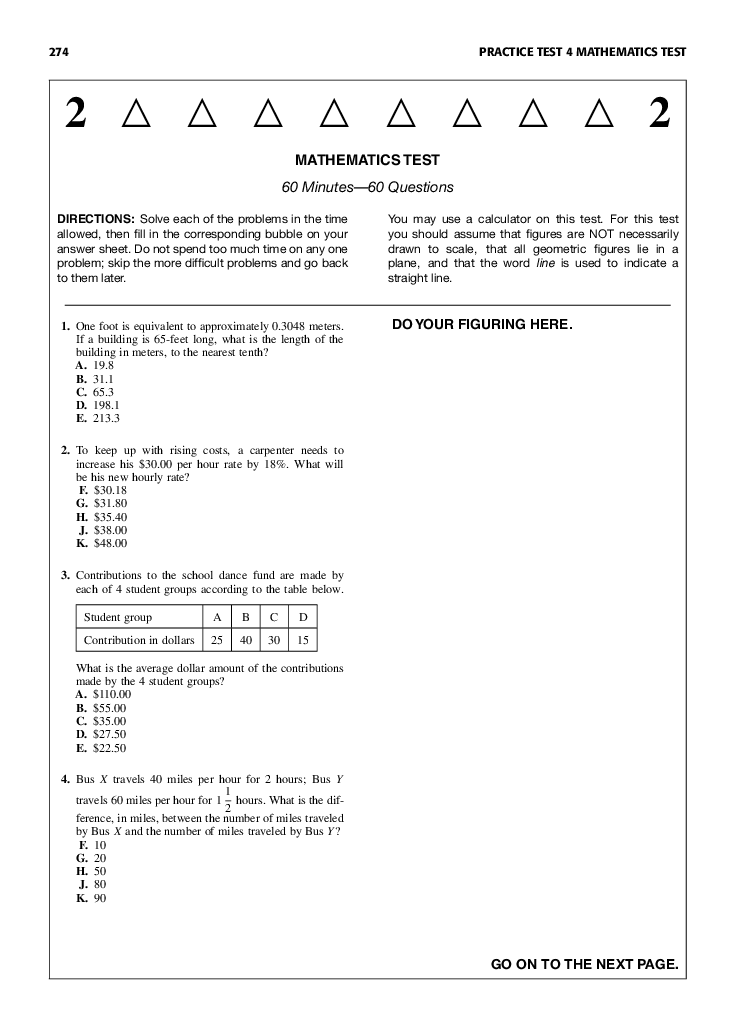 274
PRACTICE TEST 4 MATHEMATICS TEST
2 △ △ △ △ △ △ △ △ 2
MATHEMATICS TEST
60 Minutes—60 Questions
DIRECTIONS: Solve each of the problems in the time
allowed, then fill in the corresponding bubble on your
answer sheet. Do not spend too much time on any one
problem; skip the more difficult problems and go back
to them later.
You may use a calculator on this test. For this test
you should assume that figures are NOT necessarily
drawn to scale, that all geometric figures lie in a
plane, and that the word line is used to indicate a
straight line.
1. One foot is equivalent to approximately 0.3048 meters.
If a building is 65-feet long, what is the length of the
building in meters, to the nearest tenth?
A. 19.8
B. 31.1
C. 65.3
D. 198.1
E. 213.3
2. To keep up with rising costs, a carpenter needs to
increase his $30.00 per hour rate by 18%. What will
be his new hourly rate?
F. $30.18
G. $31.80
H. $35.40
J. $38.00
K. $48.00
3. Contributions to the school dance fund are made by
each of 4 student groups according to the table below.
Student group A B C D
Contribution in dollars 25 40 30 15
What is the average dollar amount of the contributions
made by the 4 student groups?
A. $110.00
B. $55.00
C. $35.00
D. $27.50
E. $22.50
4. Bus X travels 40 miles per hour for 2 hours; Bus Y
travels 60 miles per hour for 1 1/2 hours. What is the dif-
ference, in miles, between the number of miles traveled
by Bus X and the number of miles traveled by Bus Y?
F. 10
G. 20
H. 50
J. 80
K. 90
DO YOUR FIGURING HERE.
GO ON TO THE NEXT PAGE.